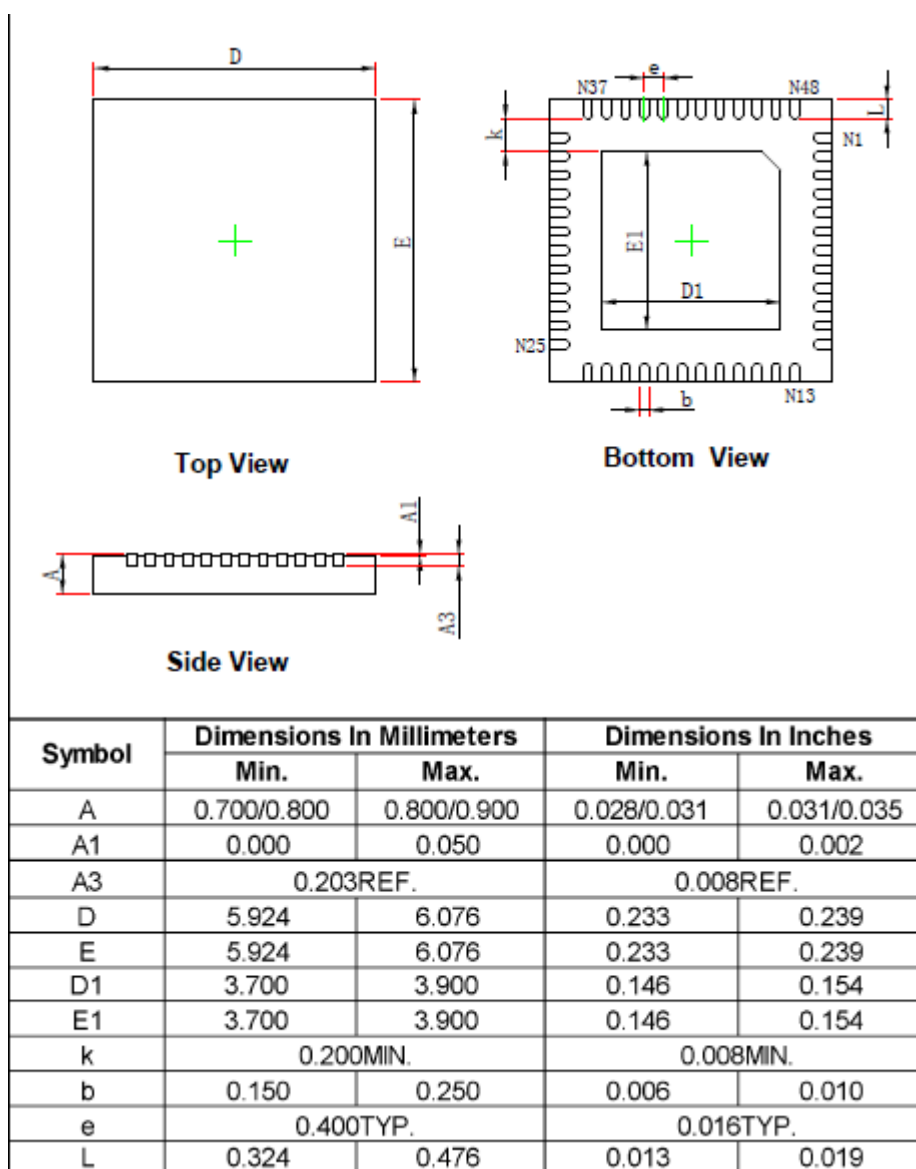 D
e
N37
N48
L
k
N1
E
E1
D1
N25
b
N13
Top View
Bottom View
A1
A
A3
Side View
Symbol Dimensions In Millimeters Dimensions In Inches
Min. Max. Min. Max.
A 0.700/0.800 0.800/0.900 0.028/0.031 0.031/0.035
A1 0.000 0.050 0.000 0.002
A3 0.203REF. 0.008REF.
D 5.924 6.076 0.233 0.239
E 5.924 6.076 0.233 0.239
D1 3.700 3.900 0.146 0.154
E1 3.700 3.900 0.146 0.154
k 0.200MIN. 0.008MIN.
b 0.150 0.250 0.006 0.010
e 0.400TYP. 0.016TYP.
L 0.324 0.476 0.013 0.019